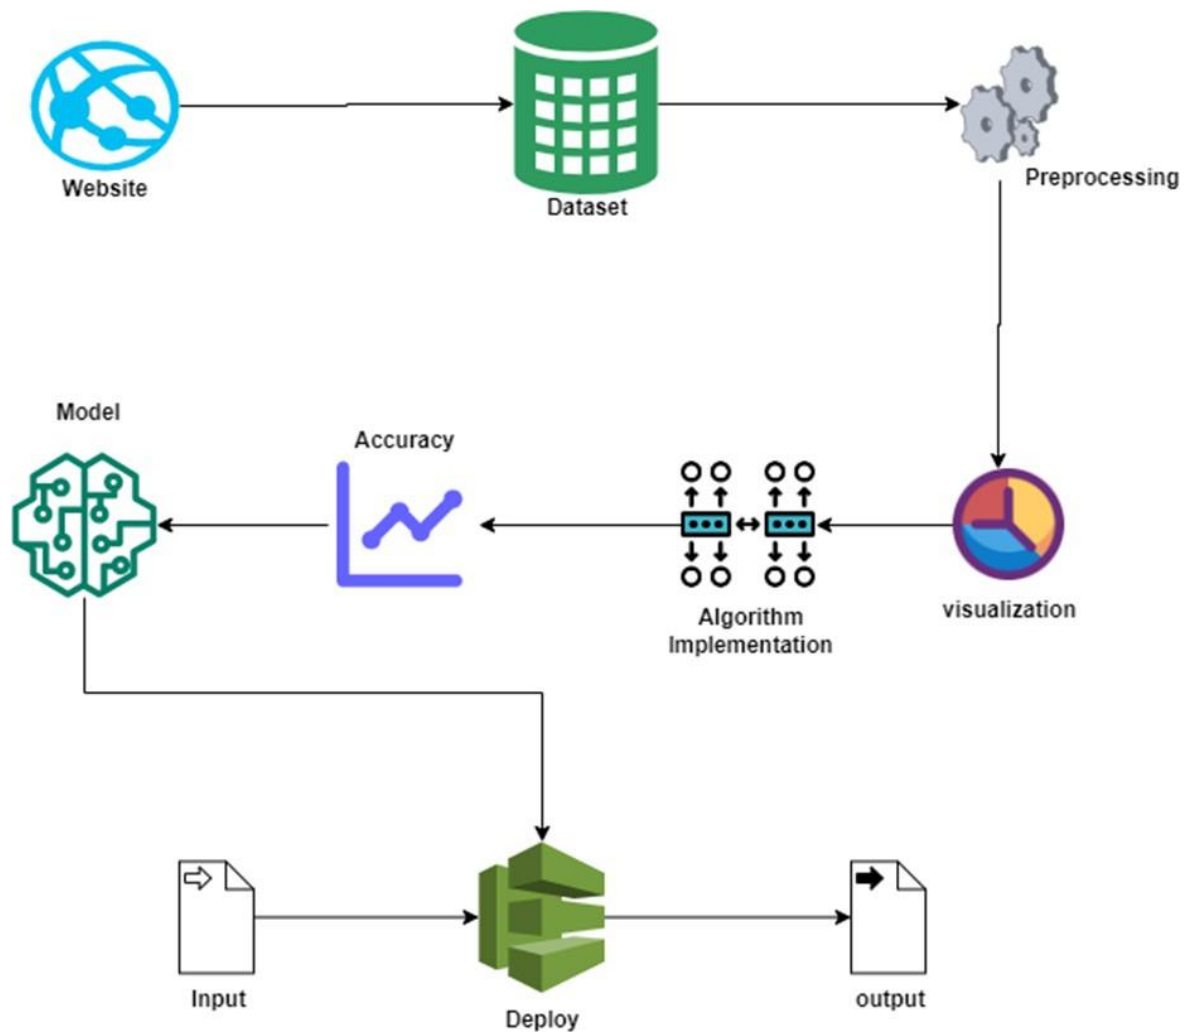 Website
Dataset
Preprocessing
Model
Accuracy
Algorithm
Implementation
visualization
Input
Deploy
output